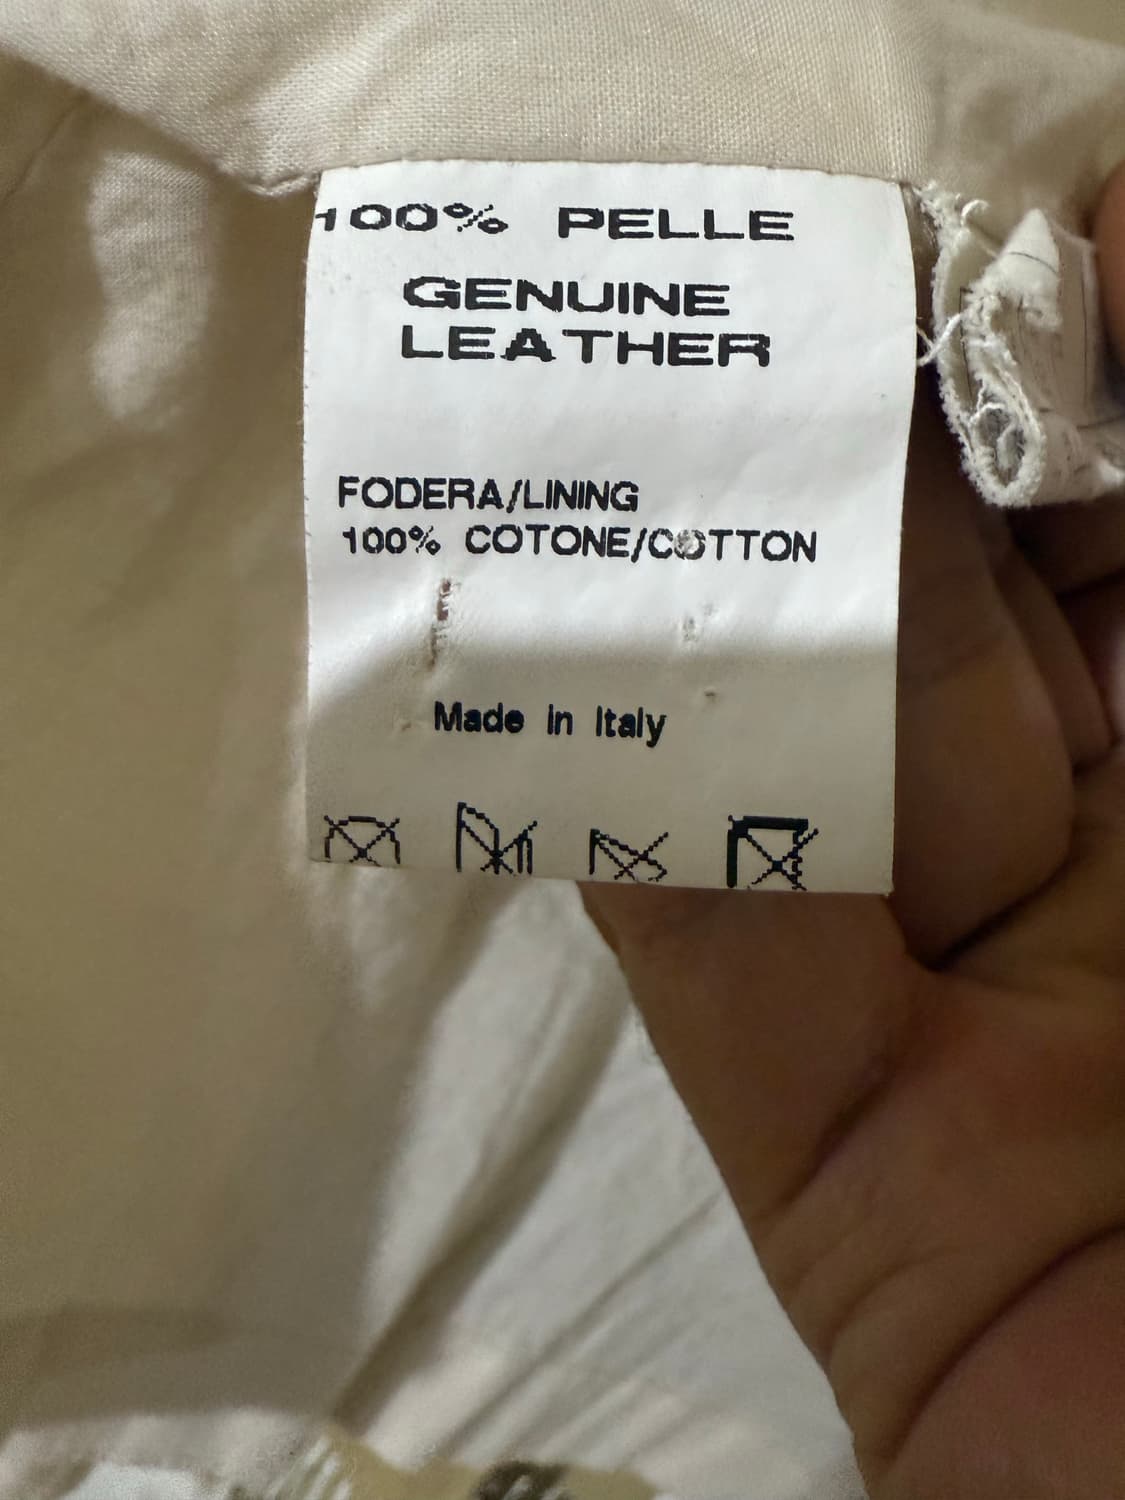 100% PELLE
GENUINE
LEATHER
FODERA/LINING
100% COTONE/COTTON
Made in Italy